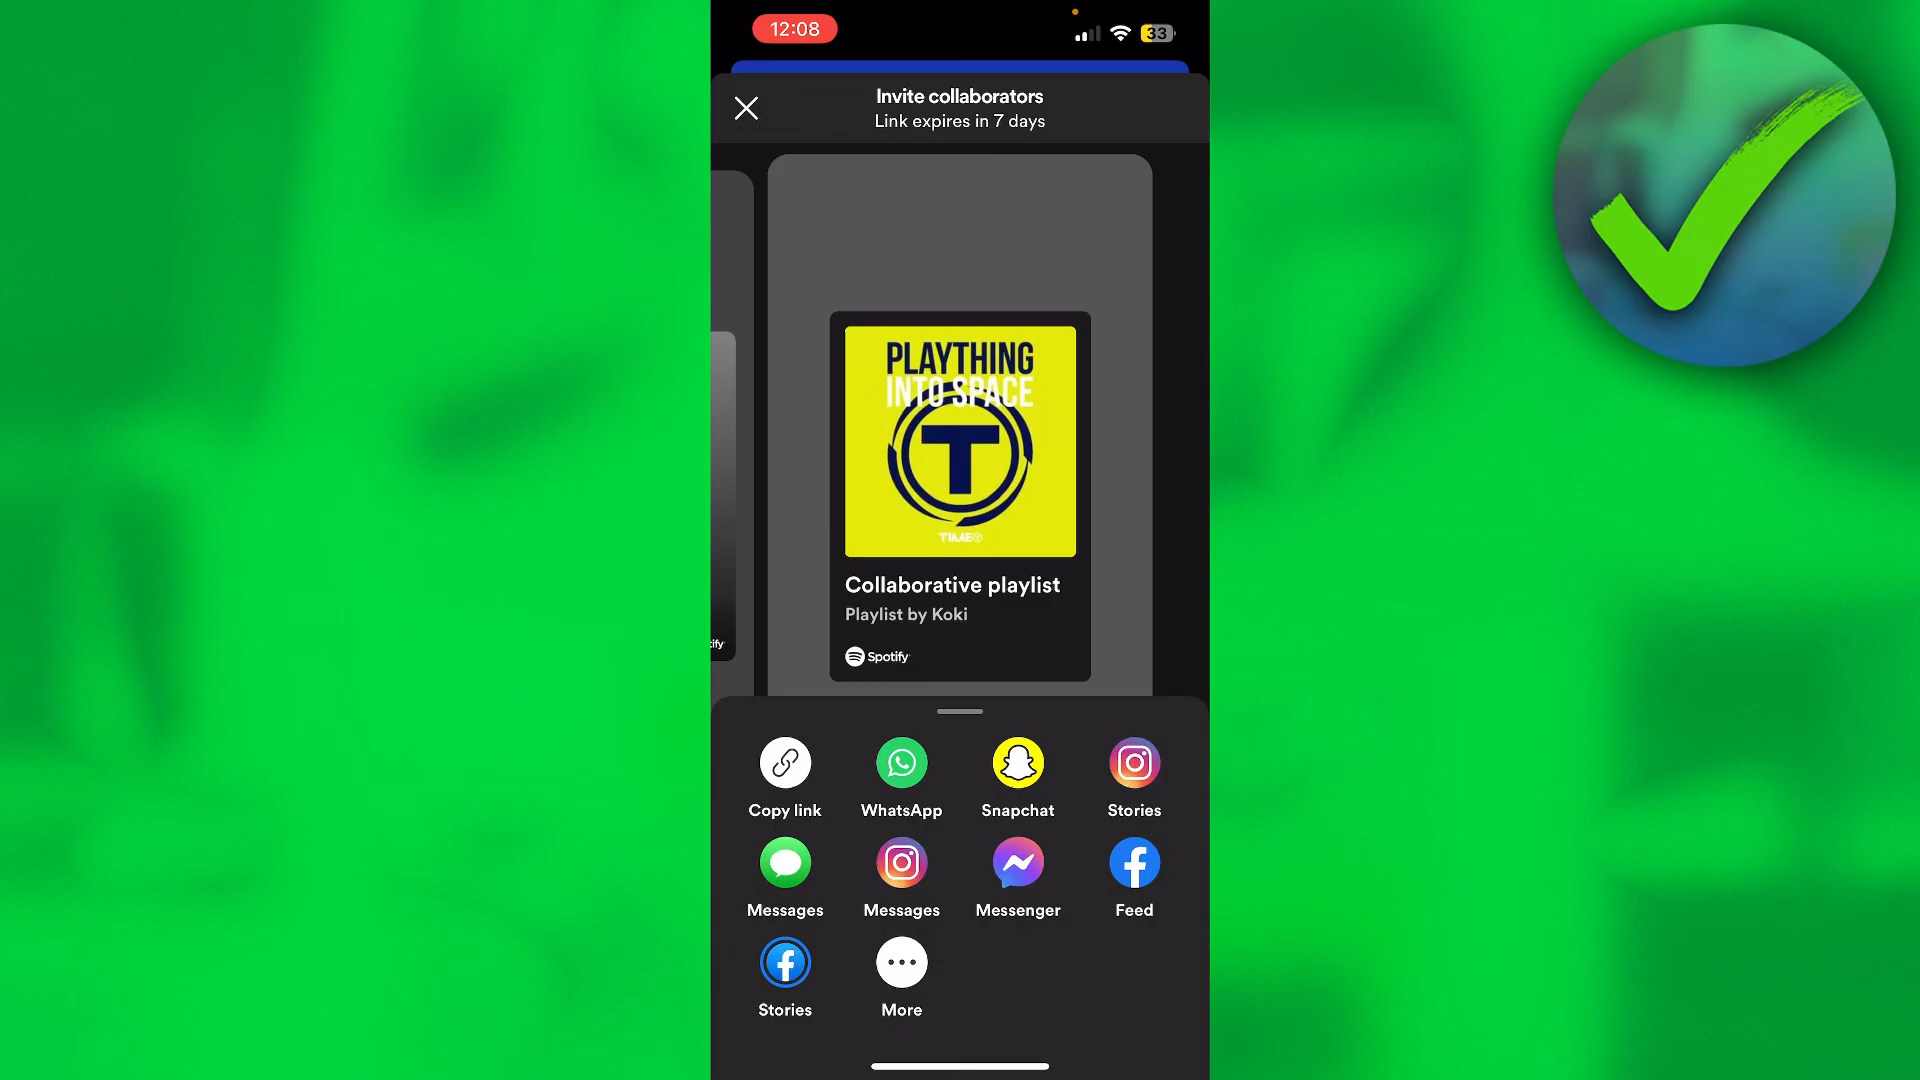 12:08
33
Invite collaborators
Link expires in 7 days
PLAYTHING
INTO SPACE
T
TIME
Collaborative playlist
Playlist by Koki
Spotify
ify
Copy link
WhatsApp
Snapchat
Stories
Messages
Messages
Messenger
Feed
Stories
More